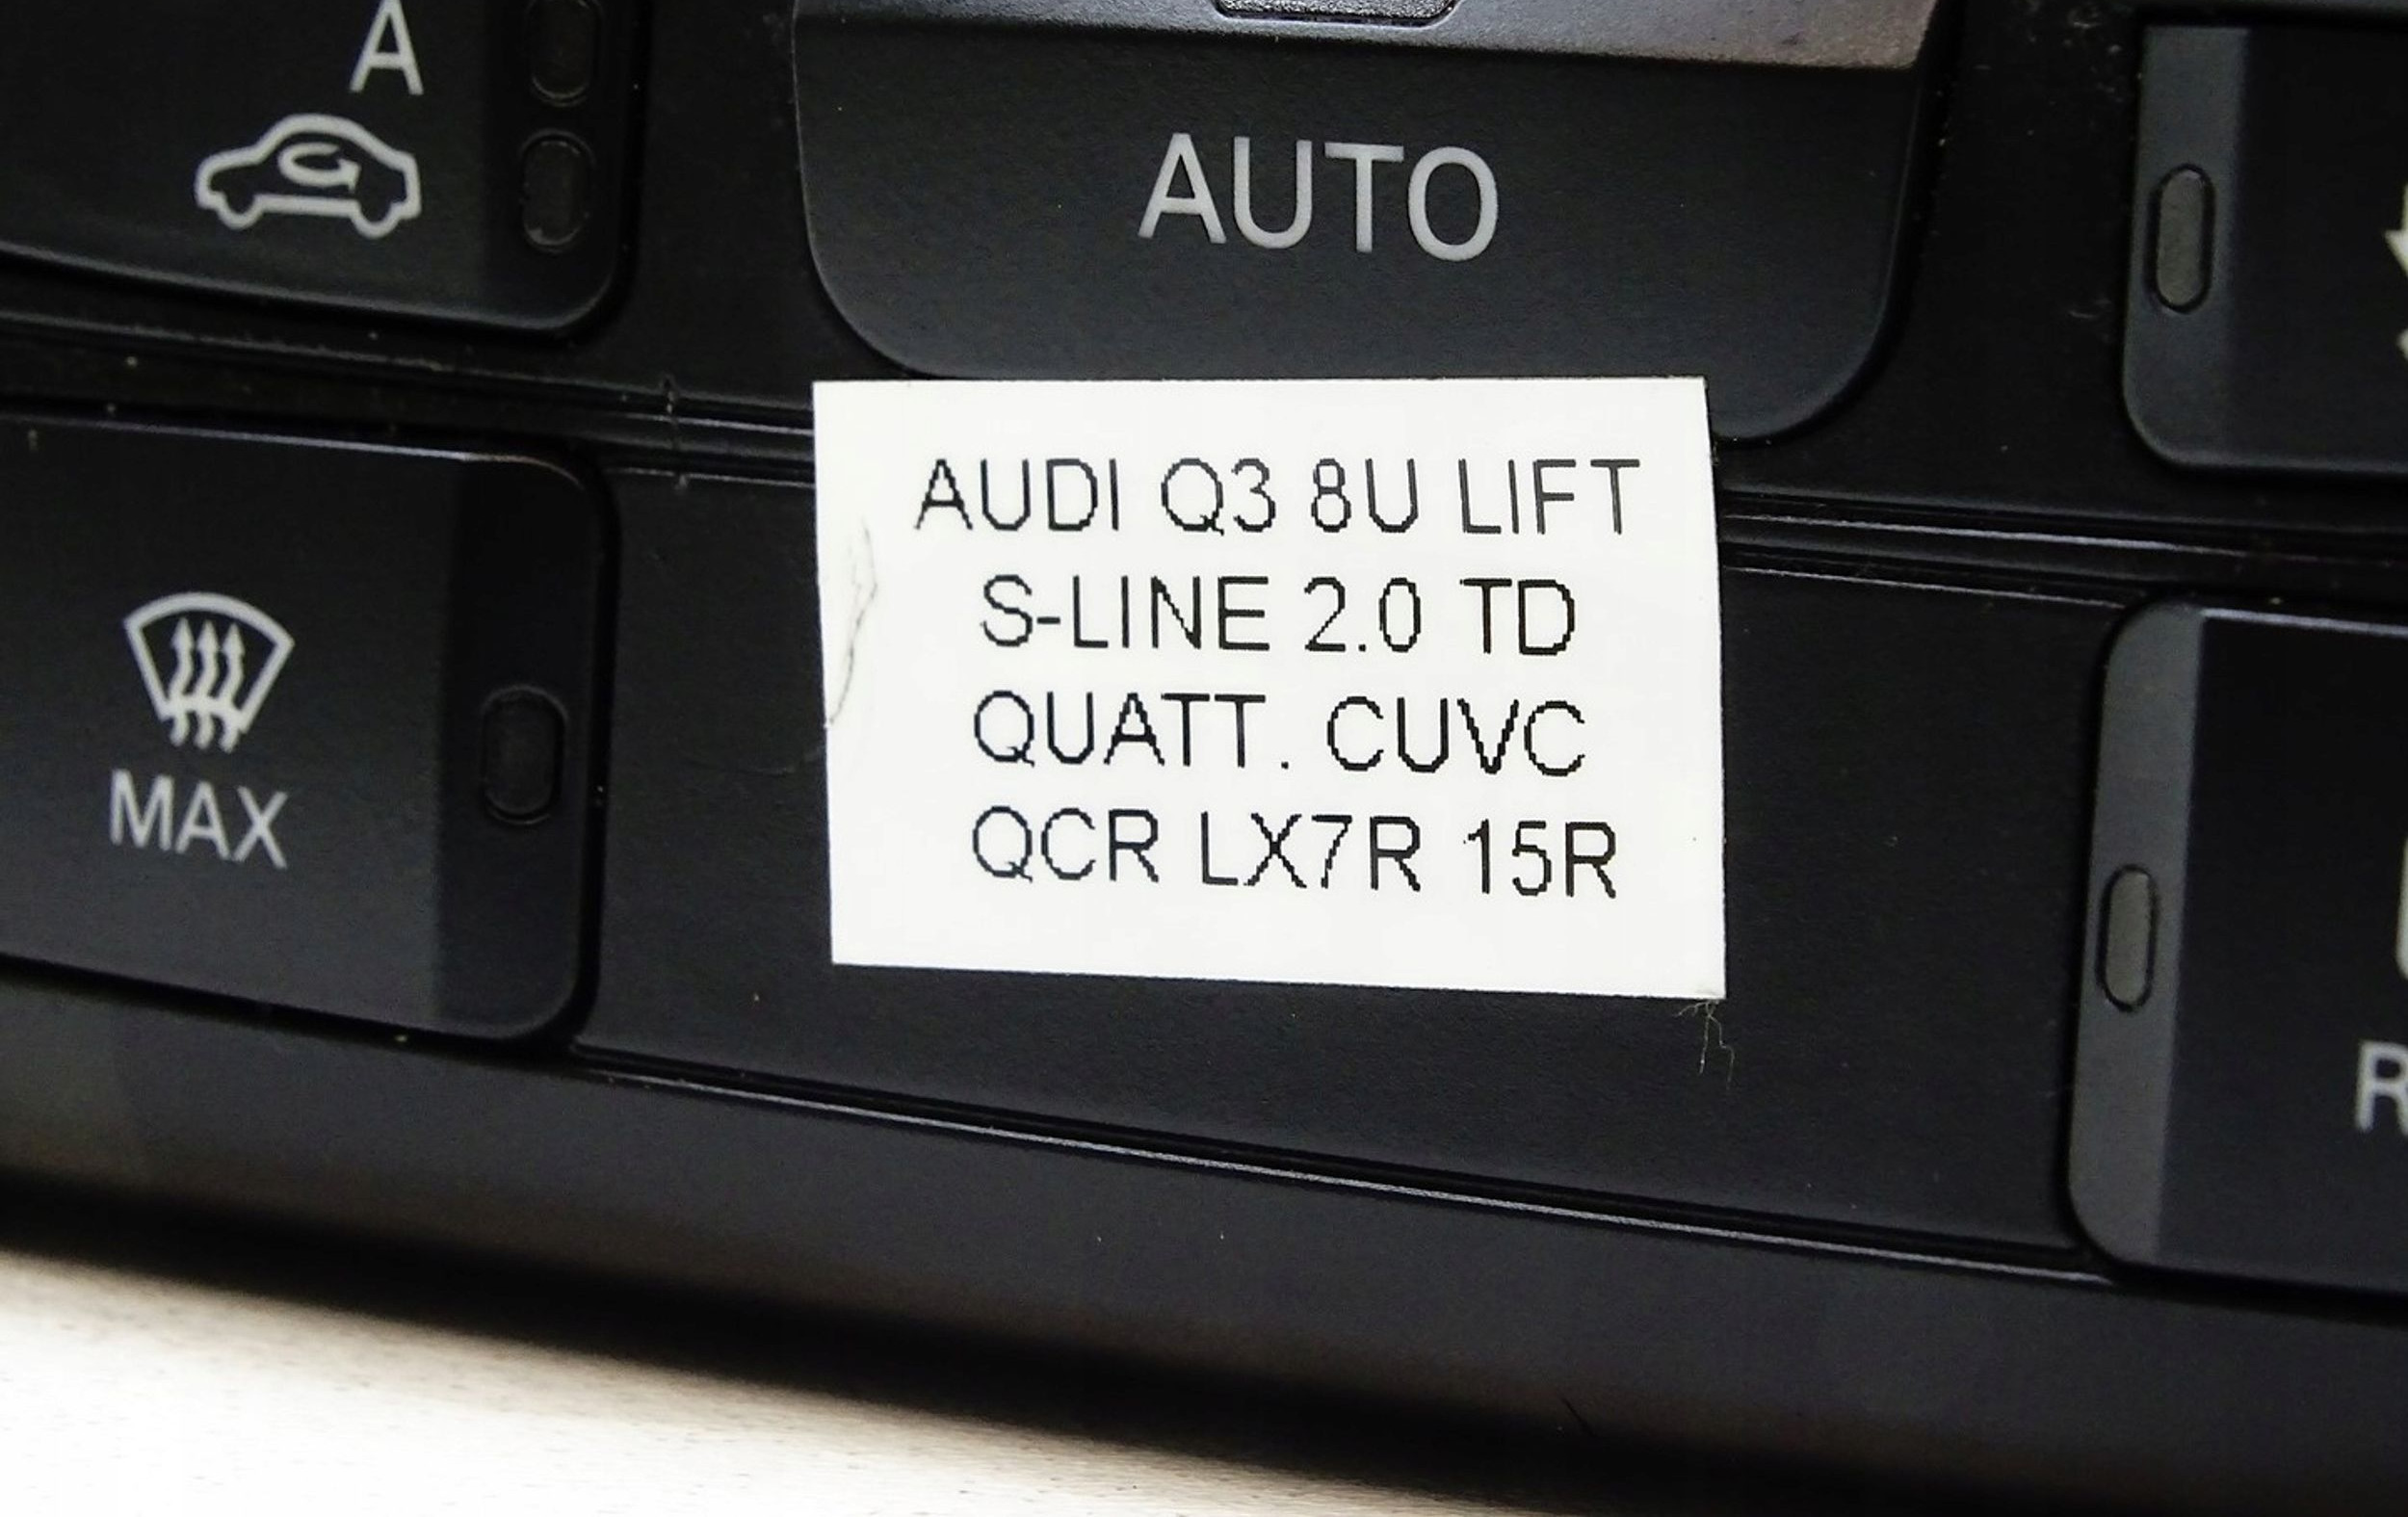 A
AUTO
AUDI Q3 8U LIFT
S-LINE 2.0 TD
QUATT. CUVC
QCR LX7R 15R
MAX
R